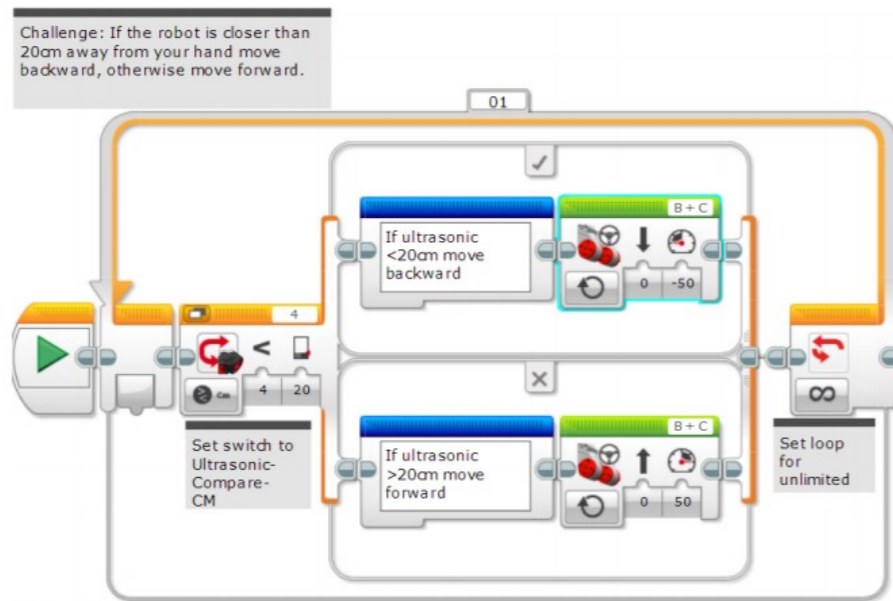 Challenge: If the robot is closer than
20cm away from your hand move
backward, otherwise move forward.
01
B + C
If ultrasonic
<20cm move
backward
0 -50
4
<
Cm 4 20
Set switch to
Ultrasonic-
Compare-
CM
B + C
If ultrasonic
>20cm move
forward
0 50
∞
Set loop
for
unlimited